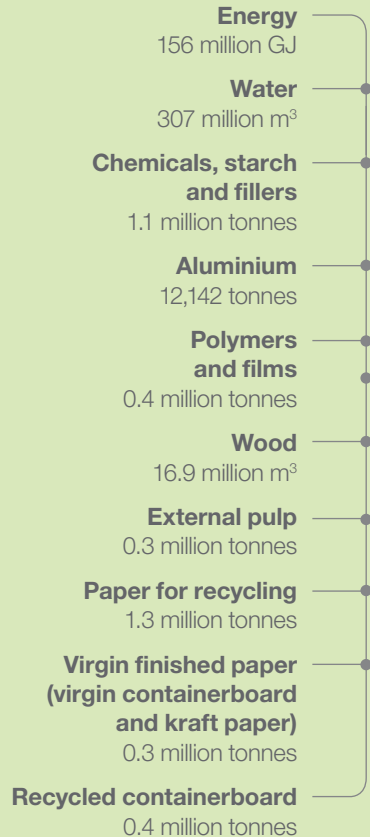 Energy
156 million GJ
Water
307 million m³
Chemicals, starch
and fillers
1.1 million tonnes
Aluminium
12,142 tonnes
Polymers
and films
0.4 million tonnes
Wood
16.9 million m³
External pulp
0.3 million tonnes
Paper for recycling
1.3 million tonnes
Virgin finished paper
(virgin containerboard
and kraft paper)
0.3 million tonnes
Recycled containerboard
0.4 million tonnes